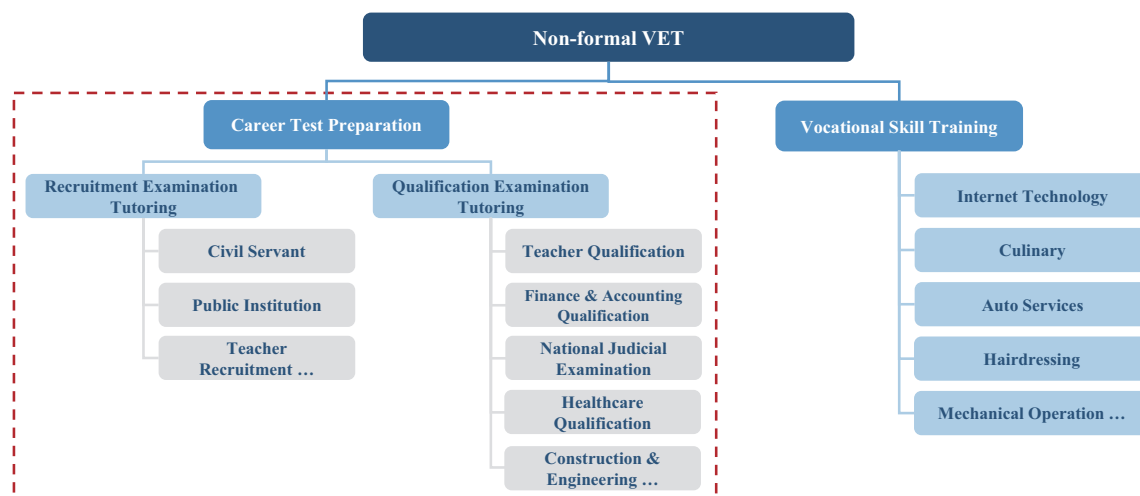 Non-formal VET
Career Test Preparation
Vocational Skill Training
Recruitment Examination
Tutoring
Civil Servant
Public Institution
Teacher
Recruitment …
Qualification Examination
Tutoring
Teacher Qualification
Finance & Accounting
Qualification
National Judicial
Examination
Healthcare
Qualification
Construction &
Engineering …
Internet Technology
Culinary
Auto Services
Hairdressing
Mechanical Operation …